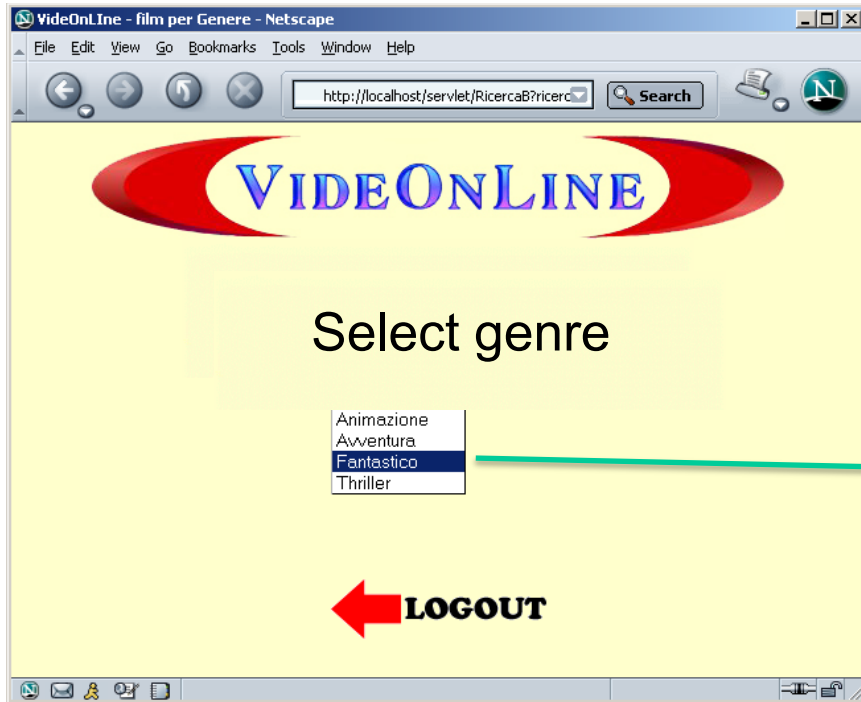 VideOnLIne - film per Genere - Netscape
File Edit View Go Bookmarks Tools Window Help
http://localhost/servlet/RicercaB?ricerc
Search
N
VIDEONLINE
Select genre
Animazione
Avventura
Fantastico
Thriller
LOGOUT